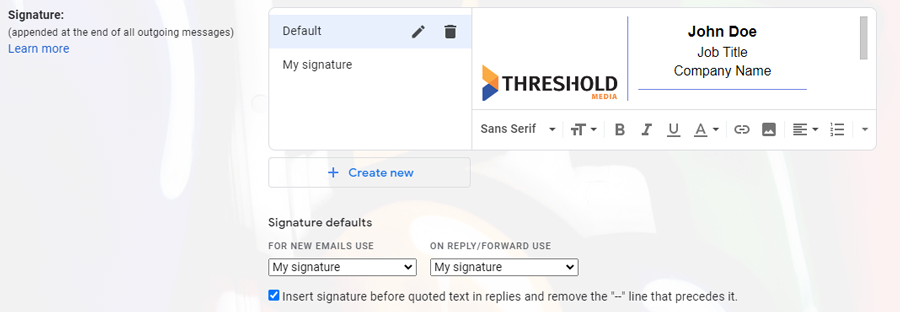 Signature:
(appended at the end of all outgoing messages)
Learn more
Default
My signature
THRESHOLD
MEDIA
John Doe
Job Title
Company Name
Sans Serif
B I U A
+ Create new
Signature defaults
FOR NEW EMAILS USE
ON REPLY/FORWARD USE
My signature
My signature
Insert signature before quoted text in replies and remove the "--" line that precedes it.